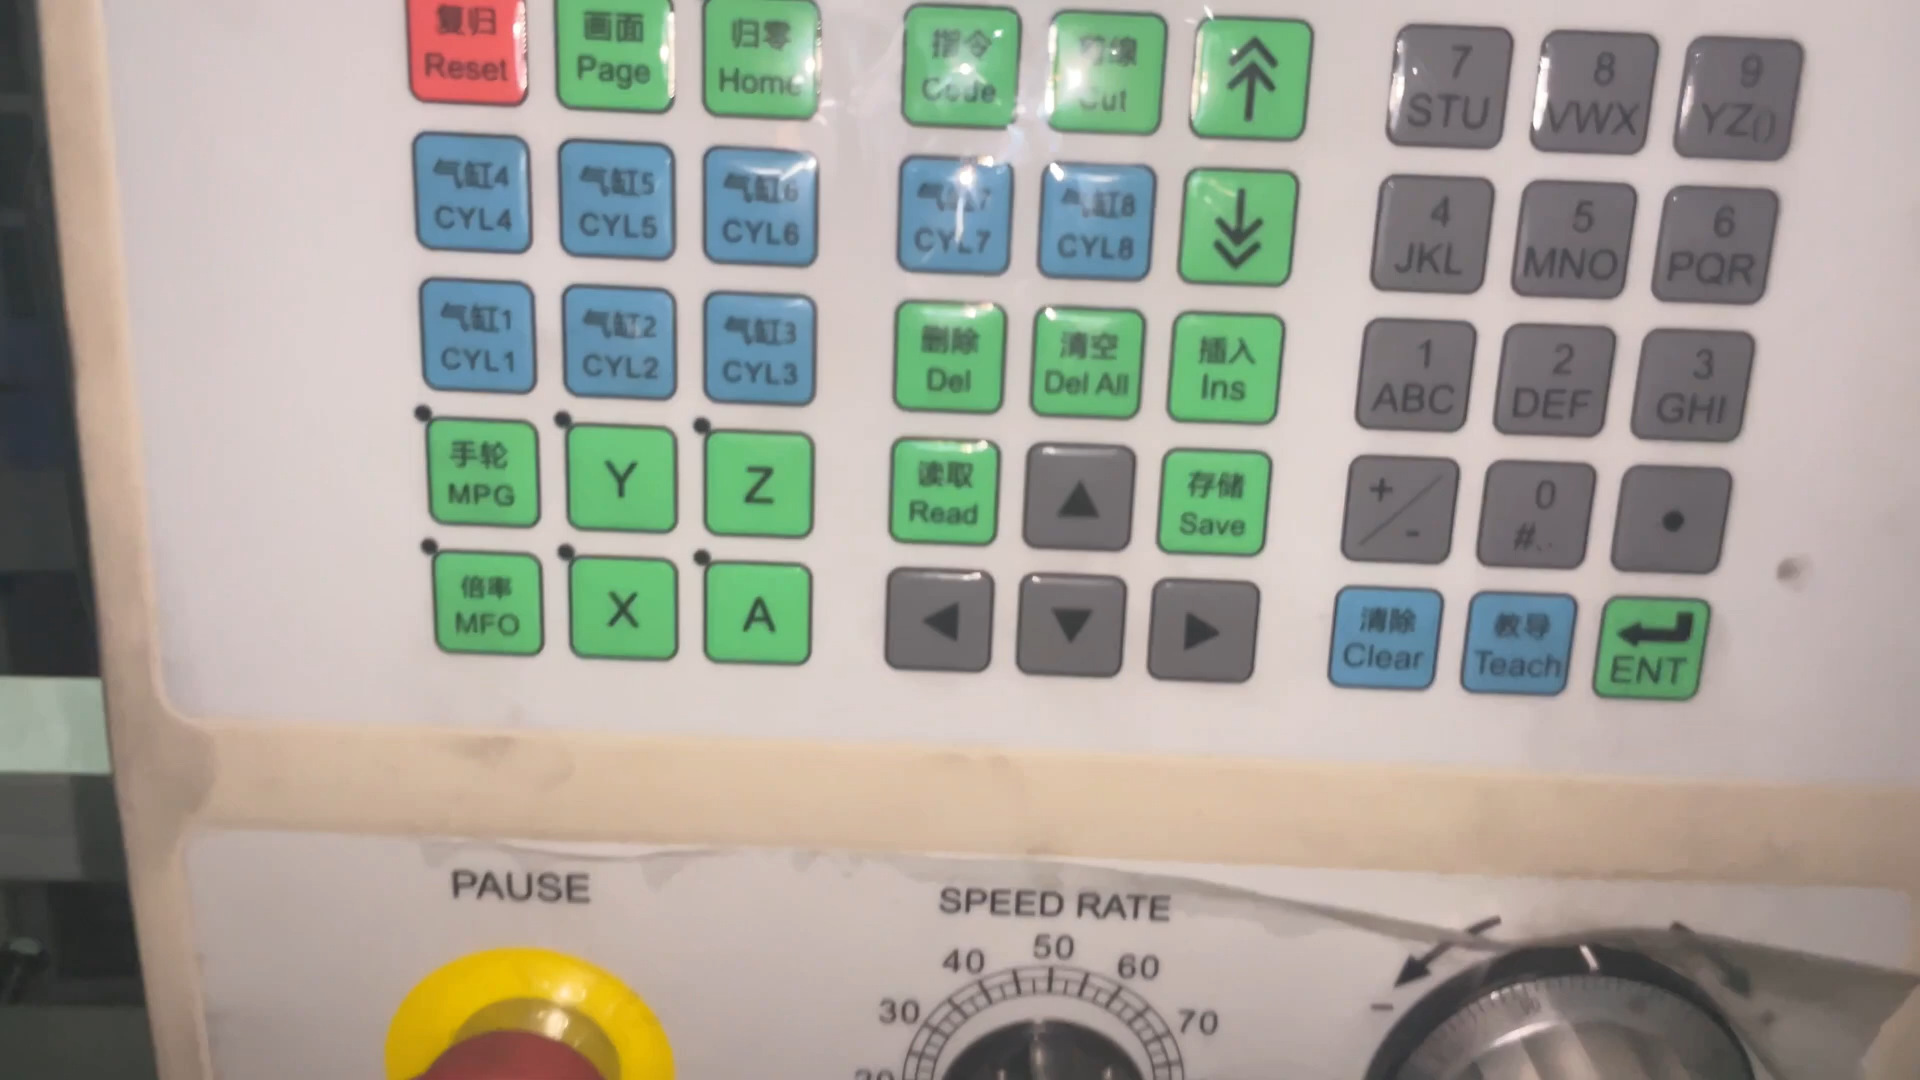 复归
Reset
画面
Page
归零
Home
指令
Code
剪线
Cut
7
STU
8
VWX
9
YZ()
气缸4
CYL4
气缸5
CYL5
气缸6
CYL6
气缸7
CYL7
气缸8
CYL8
4
JKL
5
MNO
6
PQR
气缸1
CYL1
气缸2
CYL2
气缸3
CYL3
删除
Del
清空
Del All
插入
Ins
1
ABC
2
DEF
3
GHI
手轮
MPG
Y
Z
读取
Read
存储
Save
+
-
0
#..
倍率
MFO
X
A
清除
Clear
教导
Teach
ENT
PAUSE
SPEED RATE
30
40
50
60
70
-